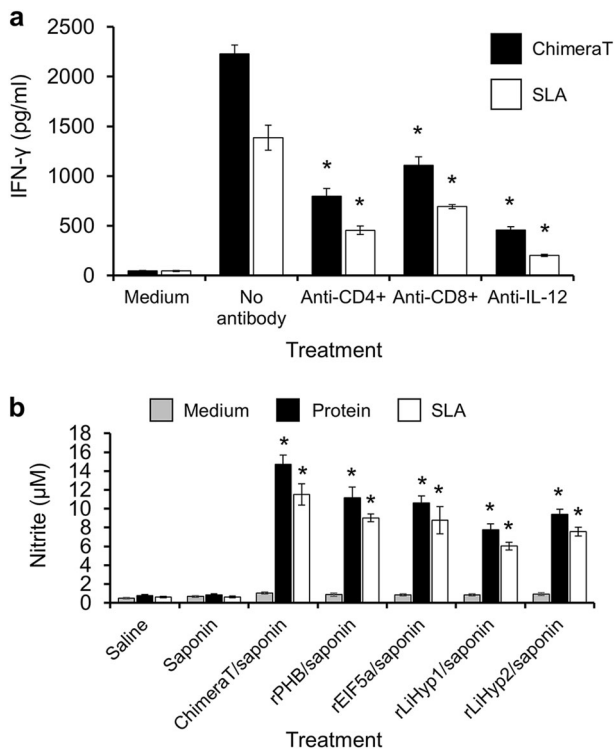 a
ChimeraT
SLA
IFN-γ (pg/ml)
2500
2000
1500
1000
500
0
* * * * * *
Medium No antibody Anti-CD4+ Anti-CD8+ Anti-IL-12
Treatment
b
Medium Protein SLA
Nitrite (μM)
18
16
14
12
10
8
6
4
2
0
* * * * * * * * * *
Saline
Saponin
ChimeraT/saponin
rPHB/saponin
rEIF5a/saponin
rLiHyp1/saponin
rLiHyp2/saponin
Treatment